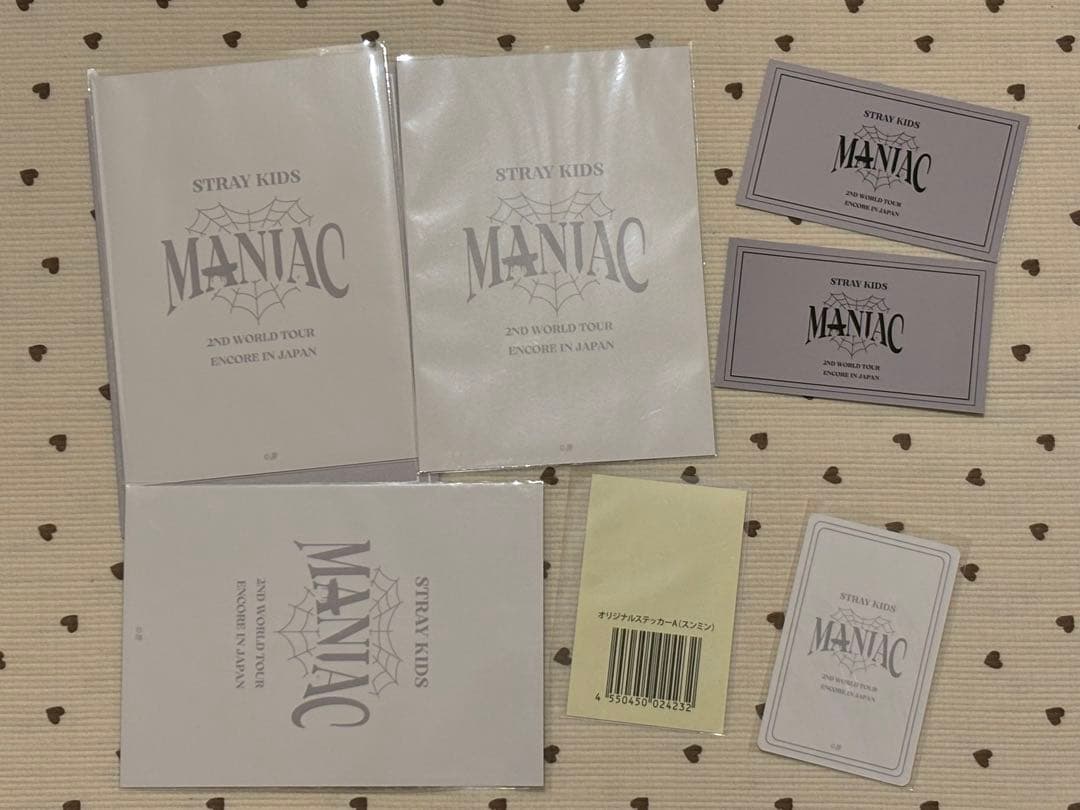 STRAY KIDS
MANIAC
2ND WORLD TOUR
ENCORE IN JAPAN
STRAY KIDS
MANIAC
2ND WORLD TOUR
ENCORE IN JAPAN
STRAY KIDS
MANIAC
2ND WORLD TOUR
ENCORE IN JAPAN
STRAY KIDS
MANIAC
2ND WORLD TOUR
ENCORE IN JAPAN
STRAY KIDS
MANIAC
2ND WORLD TOUR
ENCORE IN JAPAN
オリジナルステッカーA(スンミン)
4 550450 024232
STRAY KIDS
MANIAC
2ND WORLD TOUR
ENCORE IN JAPAN